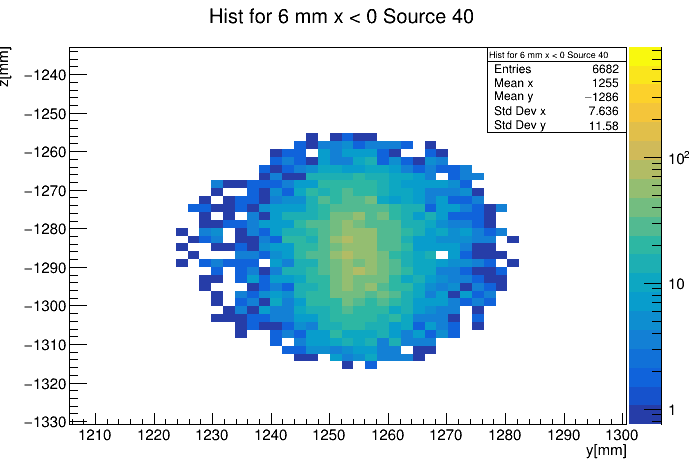 Hist for 6 mm x < 0 Source 40
z[mm]
Hist for 6 mm x < 0 Source 40
Entries 6682
Mean x 1255
Mean y −1286
Std Dev x 7.636
Std Dev y 11.58
−1240
−1250
−1260
−1270
−1280
−1290
−1300
−1310
−1320
−1330
10²
10
1
1210 1220 1230 1240 1250 1260 1270 1280 1290 1300
y[mm]